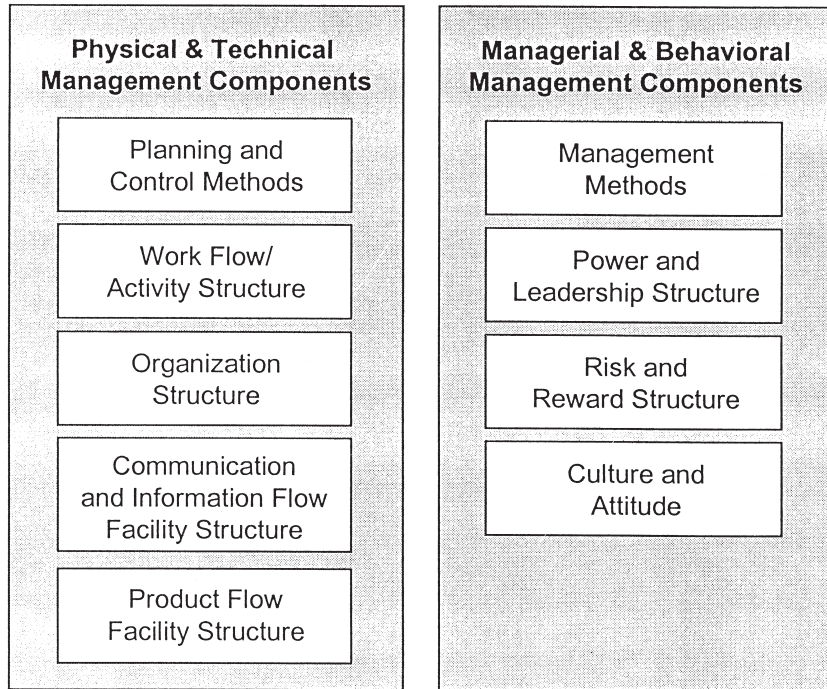 Physical & Technical
Management Components
Planning and
Control Methods
Work Flow/
Activity Structure
Organization
Structure
Communication
and Information Flow
Facility Structure
Product Flow
Facility Structure
Managerial & Behavioral
Management Components
Management
Methods
Power and
Leadership Structure
Risk and
Reward Structure
Culture and
Attitude